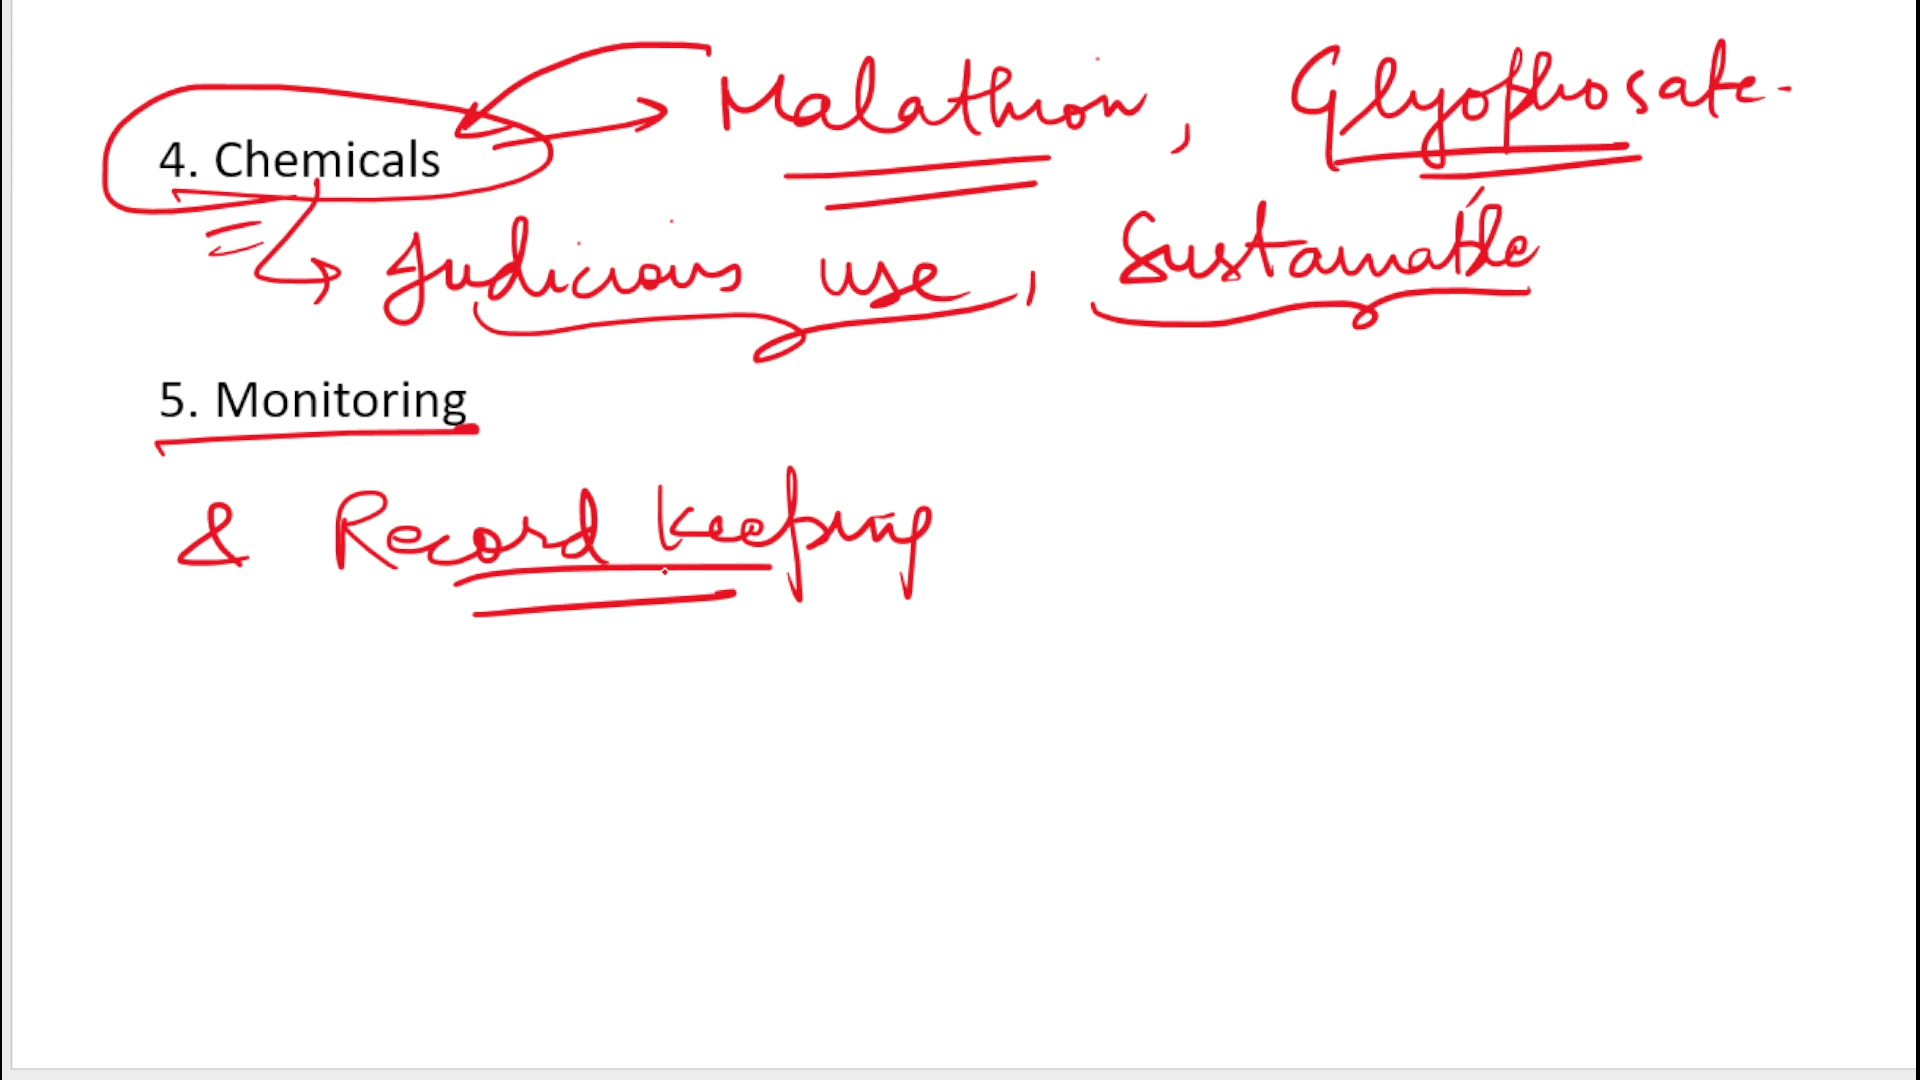 4. Chemicals → Malathion, Glyophosate.
→ Judicious use, Sustainable
5. Monitoring
& Record keeping